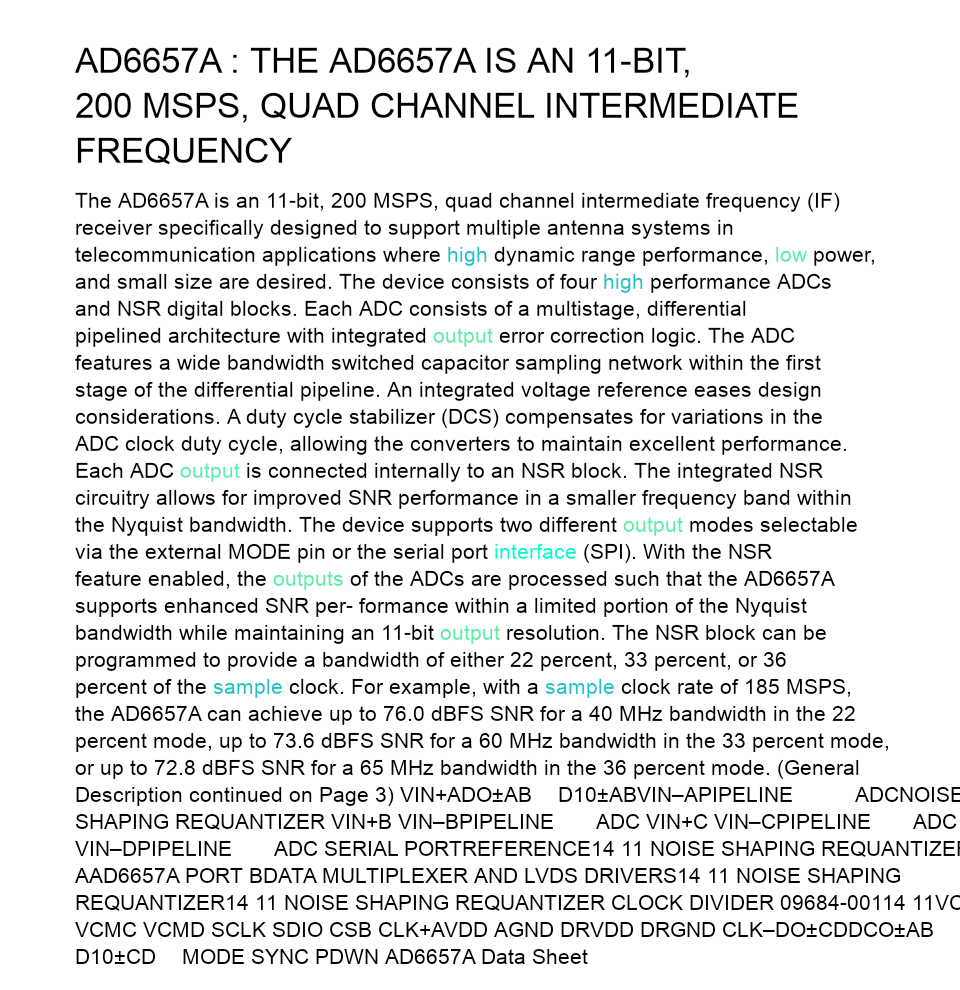 AD6657A : THE AD6657A IS AN 11-BIT,
200 MSPS, QUAD CHANNEL INTERMEDIATE
FREQUENCY
The AD6657A is an 11-bit, 200 MSPS, quad channel intermediate frequency (IF)
receiver specifically designed to support multiple antenna systems in
telecommunication applications where high dynamic range performance, low power,
and small size are desired. The device consists of four high performance ADCs
and NSR digital blocks. Each ADC consists of a multistage, differential
pipelined architecture with integrated output error correction logic. The ADC
features a wide bandwidth switched capacitor sampling network within the first
stage of the differential pipeline. An integrated voltage reference eases design
considerations. A duty cycle stabilizer (DCS) compensates for variations in the
ADC clock duty cycle, allowing the converters to maintain excellent performance.
Each ADC output is connected internally to an NSR block. The integrated NSR
circuitry allows for improved SNR performance in a smaller frequency band within
the Nyquist bandwidth. The device supports two different output modes selectable
via the external MODE pin or the serial port interface (SPI). With the NSR
feature enabled, the outputs of the ADCs are processed such that the AD6657A
supports enhanced SNR per- formance within a limited portion of the Nyquist
bandwidth while maintaining an 11-bit output resolution. The NSR block can be
programmed to provide a bandwidth of either 22 percent, 33 percent, or 36
percent of the sample clock. For example, with a sample clock rate of 185 MSPS,
the AD6657A can achieve up to 76.0 dBFS SNR for a 40 MHz bandwidth in the 22
percent mode, up to 73.6 dBFS SNR for a 60 MHz bandwidth in the 33 percent mode,
or up to 72.8 dBFS SNR for a 65 MHz bandwidth in the 36 percent mode. (General
Description continued on Page 3) VIN+ADO±AB D10±ABVIN–APIPELINE ADCNOISE
SHAPING REQUANTIZER VIN+B VIN–BPIPELINE ADC VIN+C VIN–CPIPELINE ADC
VIN–DPIPELINE ADC SERIAL PORTREFERENCE14 11 NOISE SHAPING REQUANTIZER
AAD6657A PORT BDATA MULTIPLEXER AND LVDS DRIVERS14 11 NOISE SHAPING
REQUANTIZER14 11 NOISE SHAPING REQUANTIZER CLOCK DIVIDER 09684-00114 11VC
VCMC VCMD SCLK SDIO CSB CLK+AVDD AGND DRVDD DRGND CLK–DO±CDDCO±AB
D10±CD MODE SYNC PDWN AD6657A Data Sheet